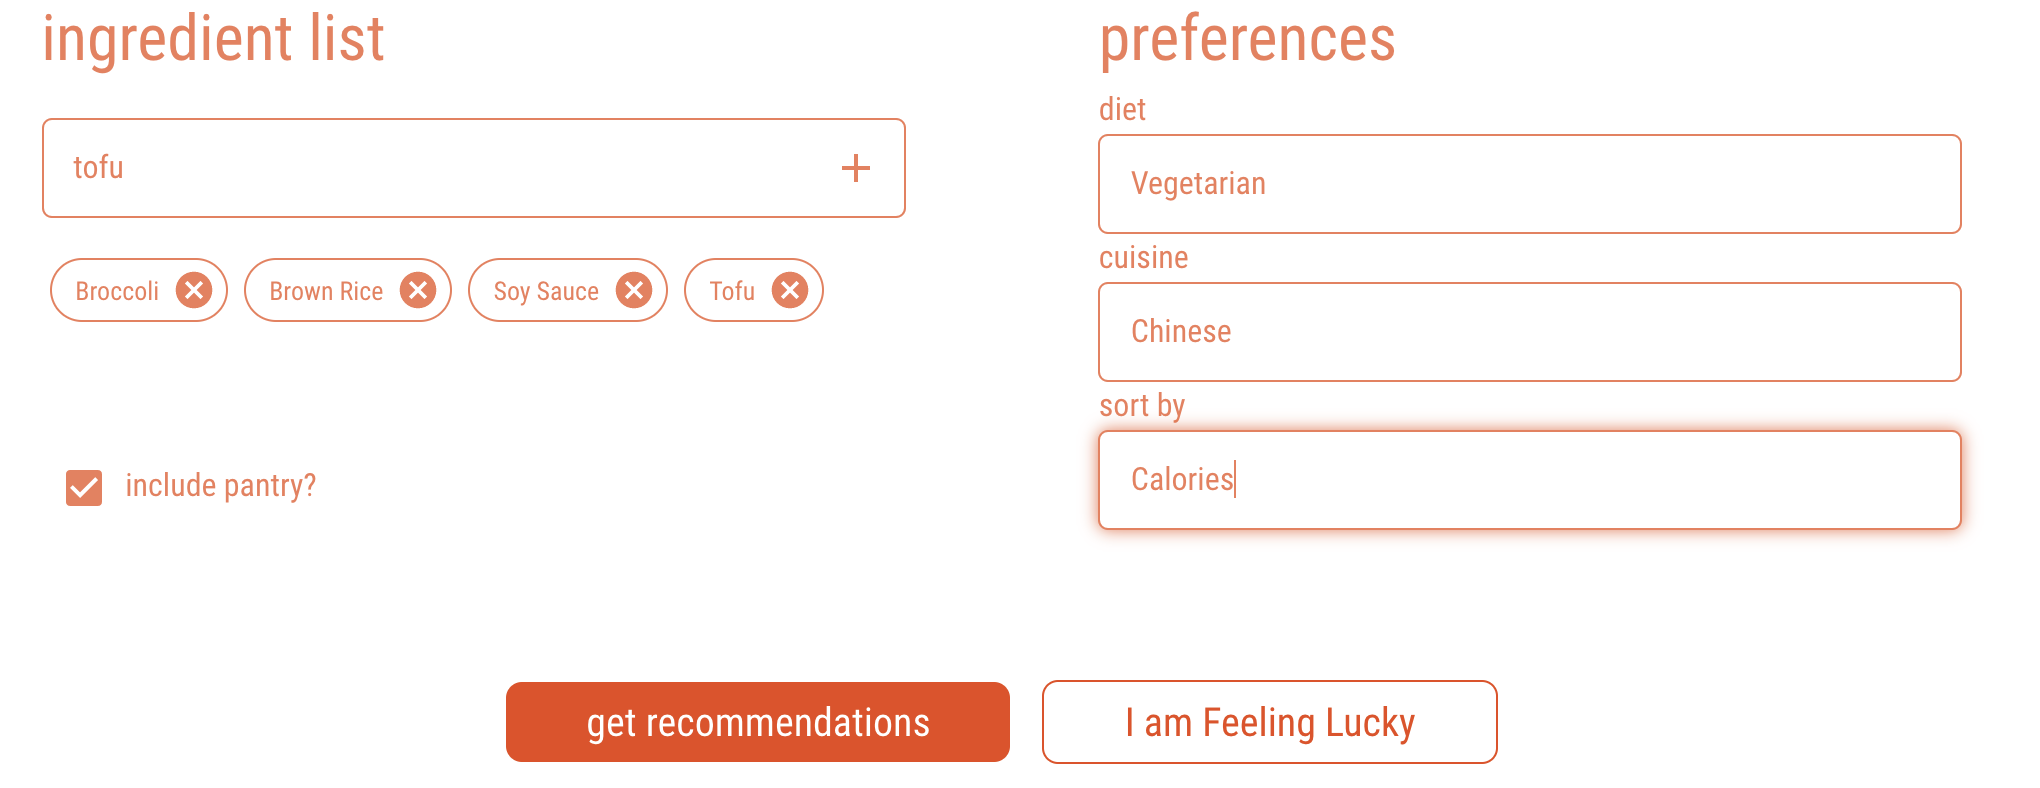 ingredient list
tofu
Broccoli
Brown Rice
Soy Sauce
Tofu
include pantry?
preferences
diet
Vegetarian
cuisine
Chinese
sort by
Calories
get recommendations
I am Feeling Lucky